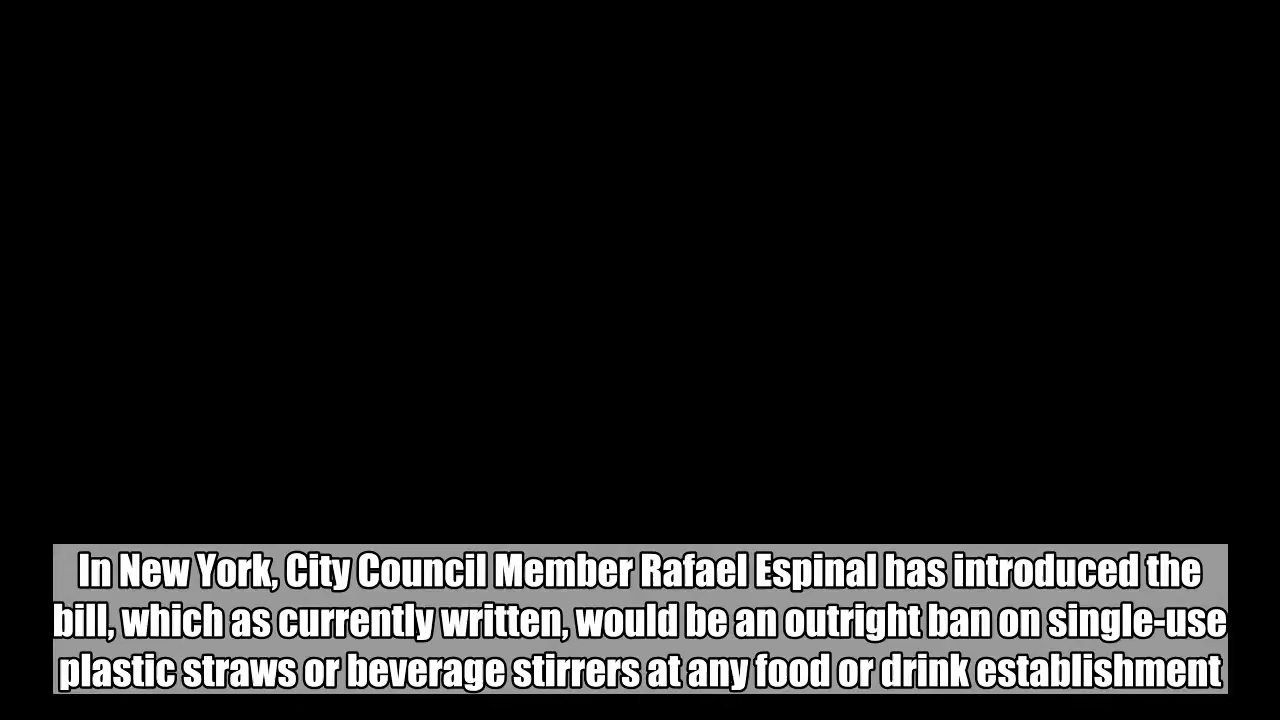 In New York, City Council Member Rafael Espinal has introduced the
bill, which as currently written, would be an outright ban on single-use
plastic straws or beverage stirrers at any food or drink establishment